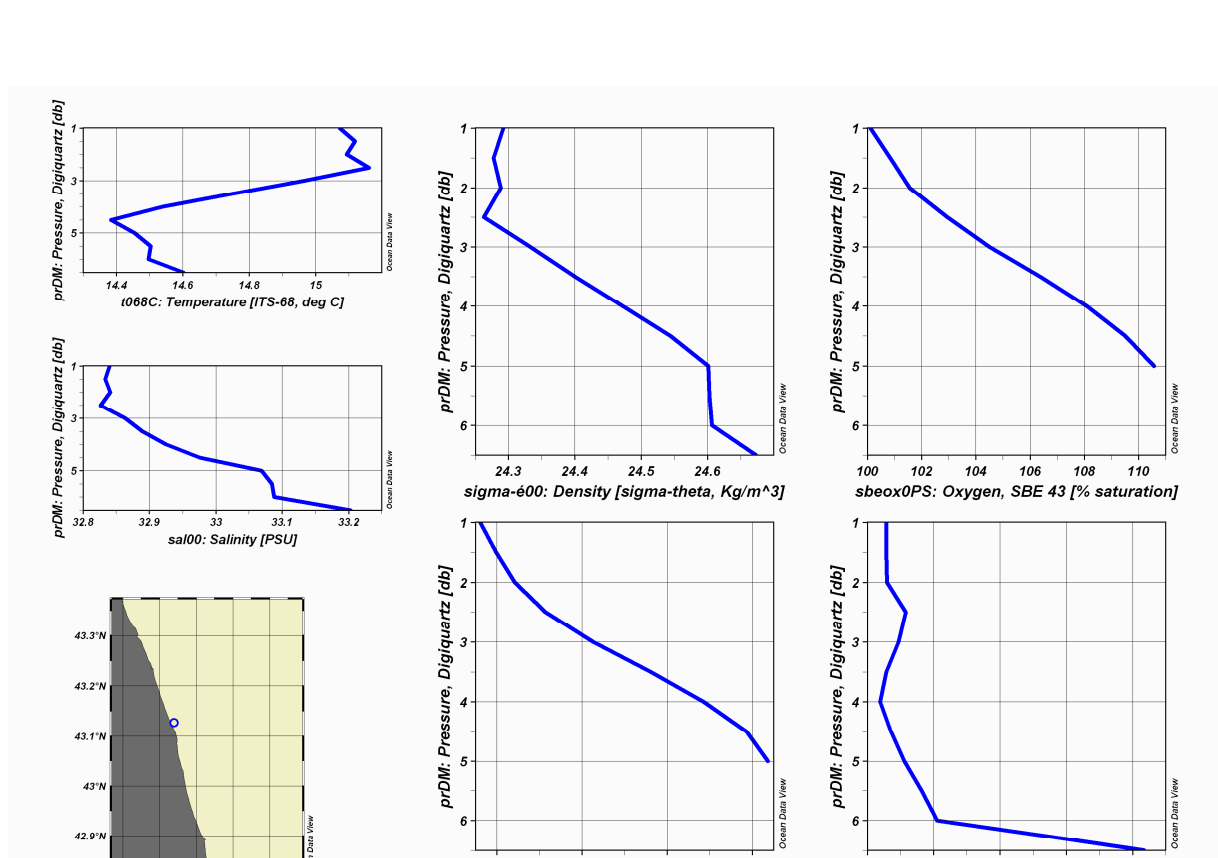 prDM: Pressure, Digiquartz [db]
1
3
5
14.4 14.6 14.8 15
t068C: Temperature [ITS-68, deg C]
Ocean Data View
prDM: Pressure, Digiquartz [db]
1
3
5
32.8 32.9 33 33.1 33.2
sal00: Salinity [PSU]
Ocean Data View
43.3°N
43.2°N
43.1°N
43°N
42.9°N
n Data View
prDM: Pressure, Digiquartz [db]
1
2
3
4
5
6
24.3 24.4 24.5 24.6
sigma-é00: Density [sigma-theta, Kg/m^3]
Ocean Data View
prDM: Pressure, Digiquartz [db]
1
2
3
4
5
6
Ocean Data View
prDM: Pressure, Digiquartz [db]
1
2
3
4
5
6
100 102 104 106 108 110
sbeox0PS: Oxygen, SBE 43 [% saturation]
Ocean Data View
prDM: Pressure, Digiquartz [db]
1
2
3
4
5
6
Ocean Data View